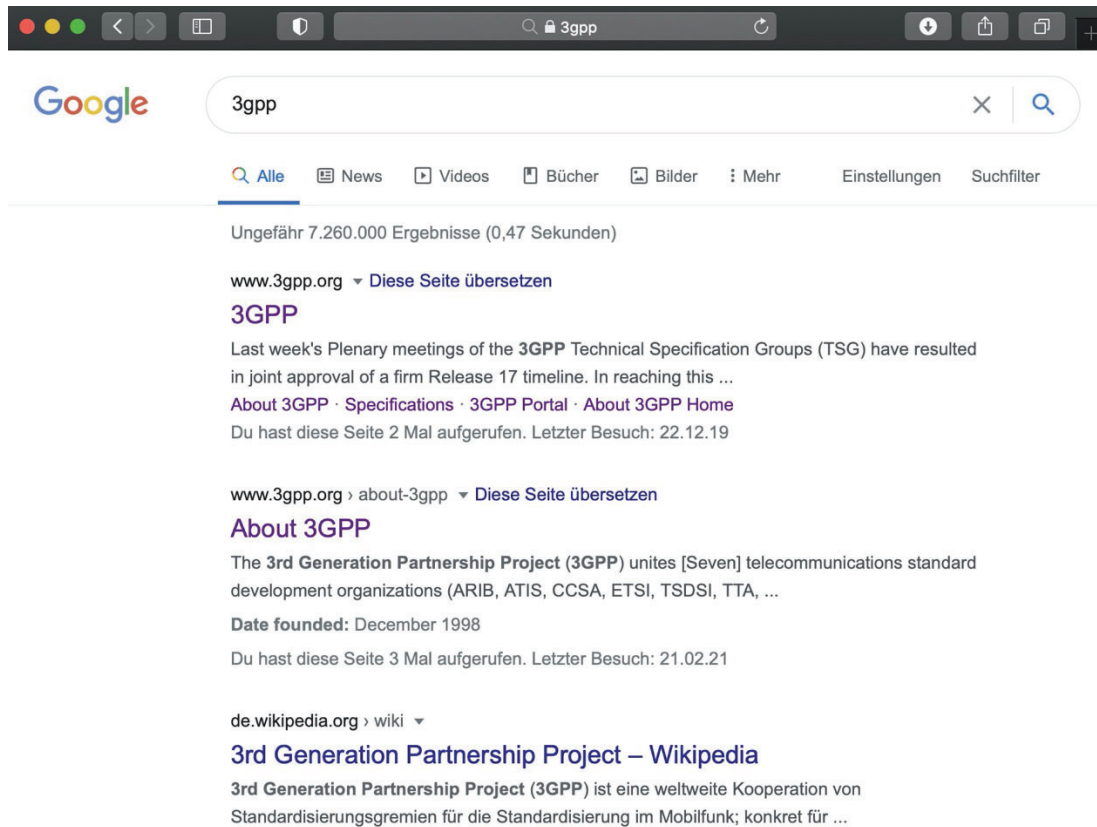 3gpp
Google
3gpp
Alle News Videos Bücher Bilder Mehr Einstellungen Suchfilter
Ungefähr 7.260.000 Ergebnisse (0,47 Sekunden)
www.3gpp.org Diese Seite übersetzen
3GPP
Last week's Plenary meetings of the 3GPP Technical Specification Groups (TSG) have resulted
in joint approval of a firm Release 17 timeline. In reaching this ...
About 3GPP · Specifications · 3GPP Portal · About 3GPP Home
Du hast diese Seite 2 Mal aufgerufen. Letzter Besuch: 22.12.19
www.3gpp.org › about-3gpp Diese Seite übersetzen
About 3GPP
The 3rd Generation Partnership Project (3GPP) unites [Seven] telecommunications standard
development organizations (ARIB, ATIS, CCSA, ETSI, TSDSI, TTA, ...
Date founded: December 1998
Du hast diese Seite 3 Mal aufgerufen. Letzter Besuch: 21.02.21
de.wikipedia.org › wiki
3rd Generation Partnership Project – Wikipedia
3rd Generation Partnership Project (3GPP) ist eine weltweite Kooperation von
Standardisierungsgremien für die Standardisierung im Mobilfunk; konkret für ...